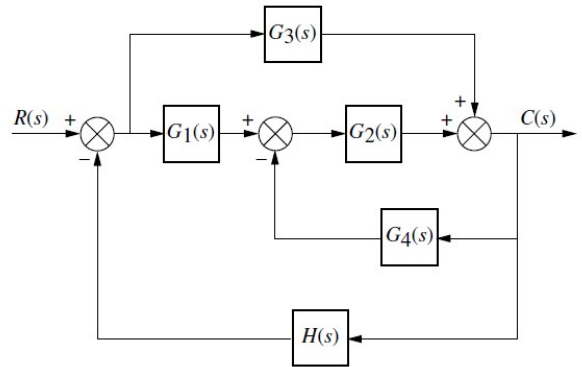 G3(s)
R(s) + G1(s) + G2(s) + + C(s)
− −
G4(s)
H(s)